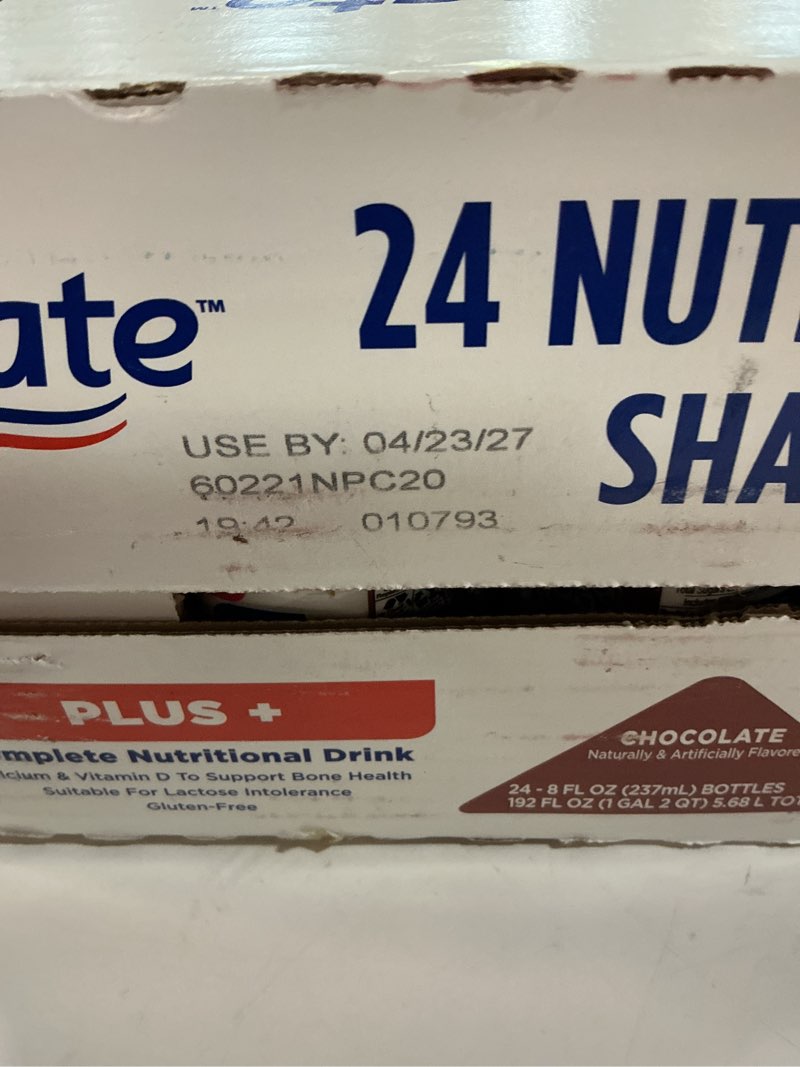 ate™
24 NUT
SHA
USE BY: 04/23/27
60221NPC20
19:42 010793
PLUS +
mplete Nutritional Drink
lcium & Vitamin D To Support Bone Health
Suitable For Lactose Intolerance
Gluten-Free
CHOCOLATE
Naturally & Artificially Flavore
24 - 8 FL OZ (237mL) BOTTLES
192 FL OZ (1 GAL 2 QT) 5.68 L TOT